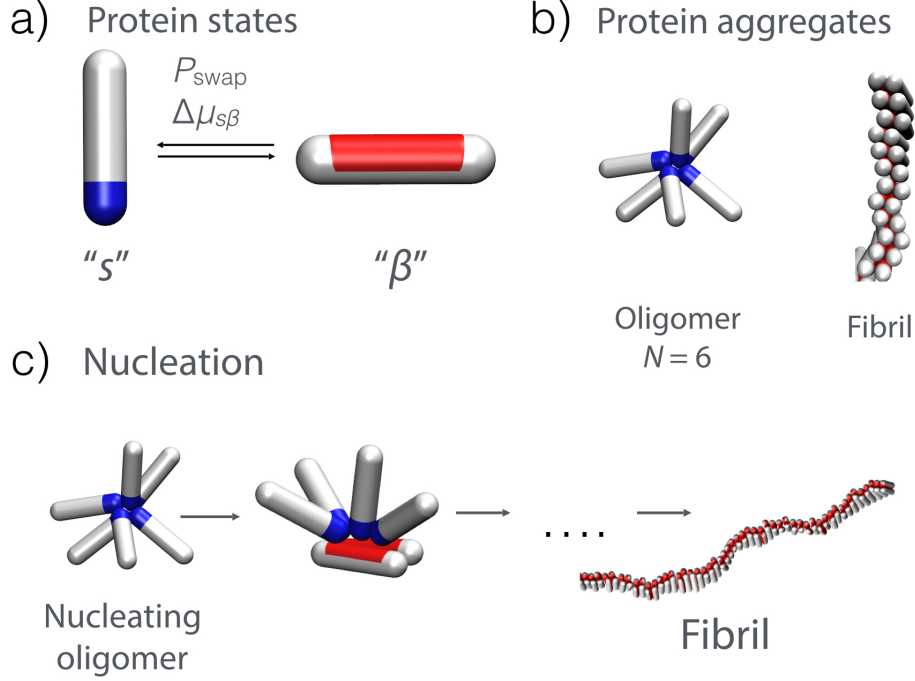 a) Protein states
P_swap
Δμ_sβ
“s”
“β”
b) Protein aggregates
Oligomer
N = 6
Fibril
c) Nucleation
....
Nucleating
oligomer
Fibril